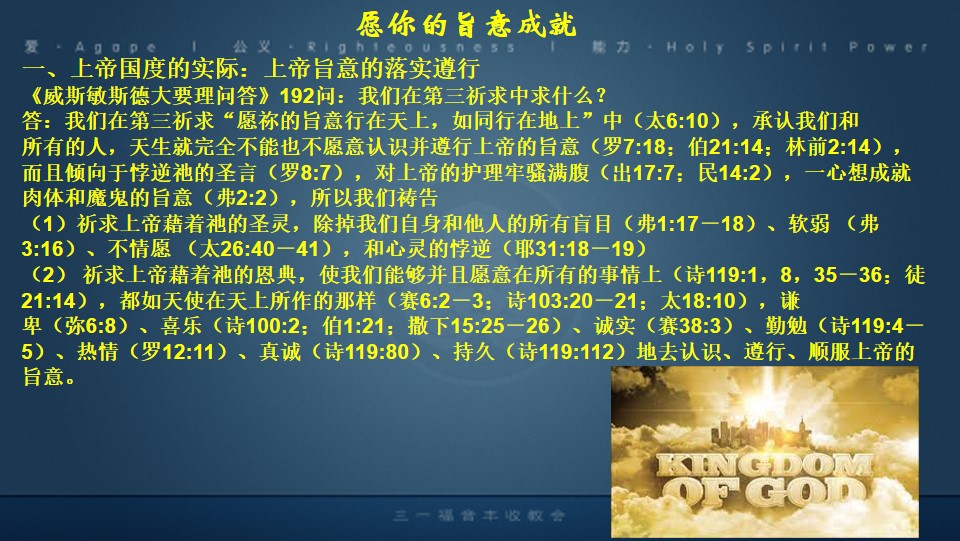 愿你的旨意成就
爱·Agape | 公义·Righteousness | 能力·Holy Spirit Power
一、上帝国度的实际：上帝旨意的落实遵行
《威斯敏斯德大要理问答》192问：我们在第三祈求中求什么？
答：我们在第三祈求“愿祢的旨意行在天上，如同行在地上”中（太6:10），承认我们和
所有的人，天生就完全不能也不愿意认识并遵行上帝的旨意（罗7:18；伯21:14；林前2:14），
而且倾向于悖逆祂的圣言（罗8:7），对上帝的护理牢骚满腹（出17:7；民14:2），一心想成就
肉体和魔鬼的旨意（弗2:2），所以我们祷告
（1）祈求上帝藉着祂的圣灵，除掉我们自身和他人的所有盲目（弗1:17－18）、软弱 （弗
3:16）、不情愿 （太26:40－41），和心灵的悖逆（耶31:18－19）
（2） 祈求上帝藉着祂的恩典，使我们能够并且愿意在所有的事情上（诗119:1，8，35－36；徒
21:14），都如天使在天上所作的那样（赛6:2－3；诗103:20－21；太18:10），谦
卑（弥6:8）、喜乐（诗100:2；伯1:21；撒下15:25－26）、诚实（赛38:3）、勤勉（诗119:4－
5）、热情（罗12:11）、真诚（诗119:80）、持久（诗119:112）地去认识、遵行、顺服上帝的
旨意。
KINGDOM
OF GOD
三一福音丰收教会